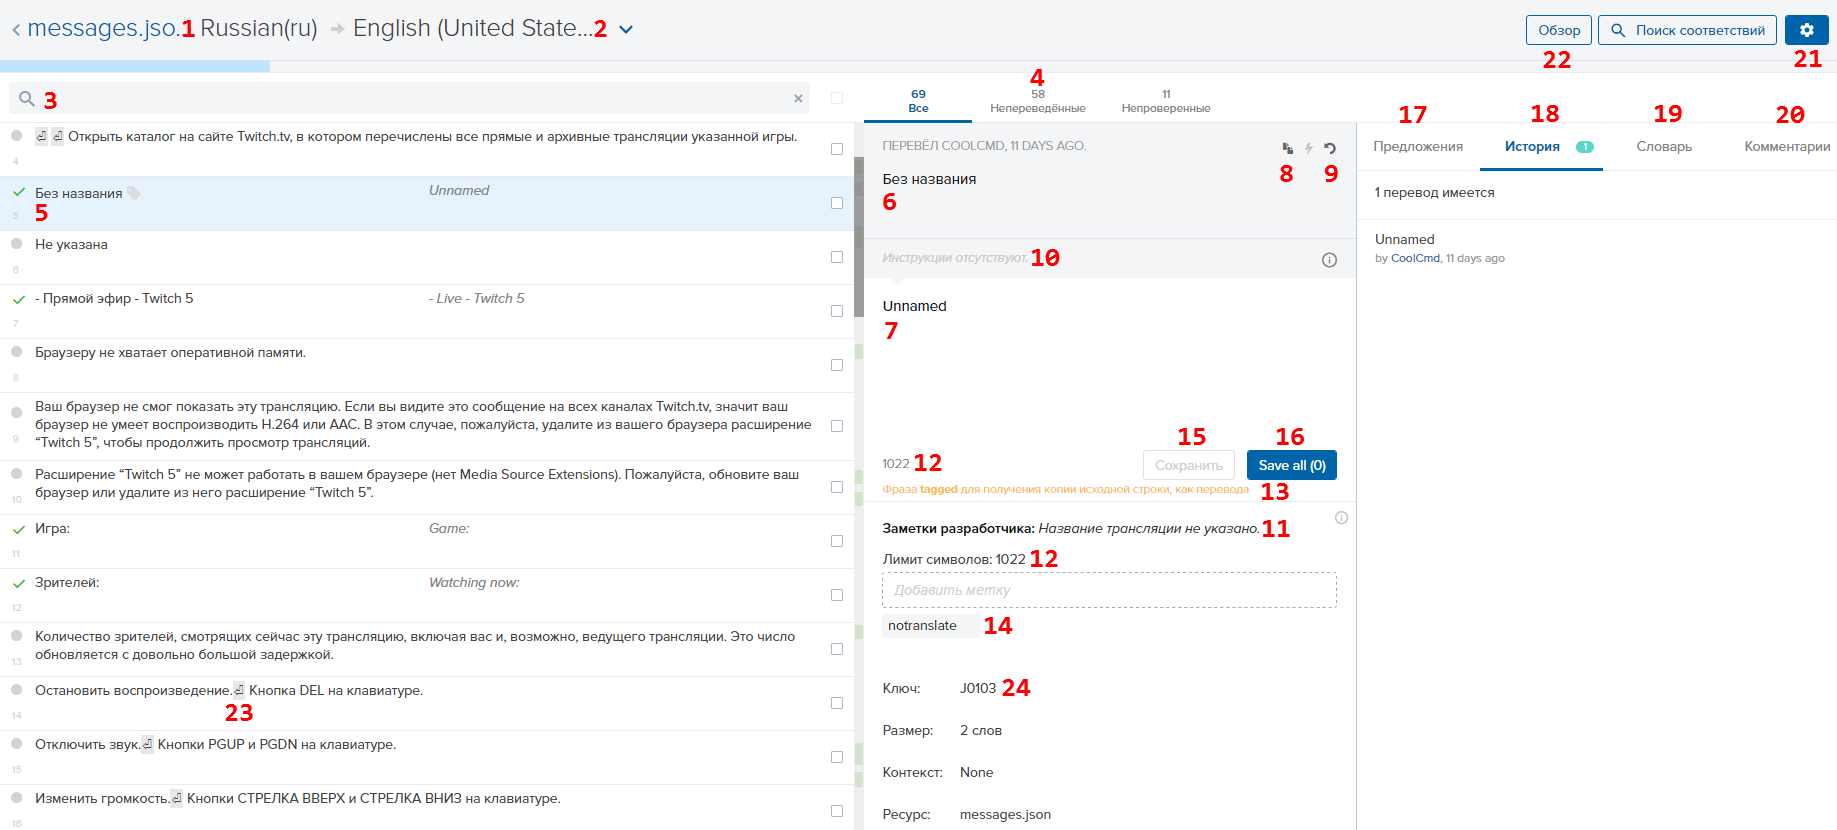 messages.jso. 1 Russian(ru) English (United State... 2
Обзор
Поиск соответствий
22
21
3
4
69
Все
58
Непереведённые
11
Непроверенные
Открыть каталог на сайте Twitch.tv, в котором перечислены все прямые и архивные трансляции указанной игры.
4
Без названия
Unnamed
5
5
Не указана
6
- Прямой эфир - Twitch 5
- Live - Twitch 5
7
Браузеру не хватает оперативной памяти.
8
Ваш браузер не смог показать эту трансляцию. Если вы видите это сообщение на всех каналах Twitch.tv, значит ваш
браузер не умеет воспроизводить H.264 или AAC. В этом случае, пожалуйста, удалите из вашего браузера расширение
“Twitch 5”, чтобы продолжить просмотр трансляций.
9
Расширение “Twitch 5” не может работать в вашем браузере (нет Media Source Extensions). Пожалуйста, обновите ваш
браузер или удалите из него расширение “Twitch 5”.
10
Игра:
Game:
11
Зрителей:
Watching now:
12
Количество зрителей, смотрящих сейчас эту трансляцию, включая вас и, возможно, ведущего трансляции. Это число
обновляется с довольно большой задержкой.
13
Остановить воспроизведение.⏎ Кнопка DEL на клавиатуре.
14
23
Отключить звук.⏎ Кнопки PGUP и PGDN на клавиатуре.
15
Изменить громкость.⏎ Кнопки СТРЕЛКА ВВЕРХ и СТРЕЛКА ВНИЗ на клавиатуре.
16
ПЕРЕВЁЛ COOLCMD, 11 DAYS AGO.
8
9
Без названия
6
Инструкции отсутствуют. 10
Unnamed
7
15
16
1022 12
Сохранить
Save all (0)
Фраза tagged для получения копии исходной строки, как перевода 13
Заметки разработчика: Название трансляции не указано. 11
Лимит символов: 1022 12
Добавить метку
notranslate 14
Ключ: J0103 24
Размер: 2 слов
Контекст: None
Ресурс: messages.json
17
18
19
20
Предложения
История 1
Словарь
Комментарии
1 перевод имеется
Unnamed
by CoolCmd, 11 days ago